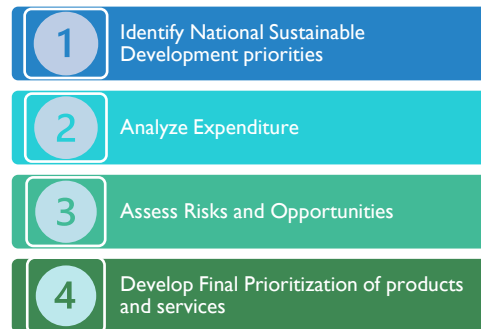 1
Identify National Sustainable
Development priorities
2
Analyze Expenditure
3
Assess Risks and Opportunities
4
Develop Final Prioritization of products
and services